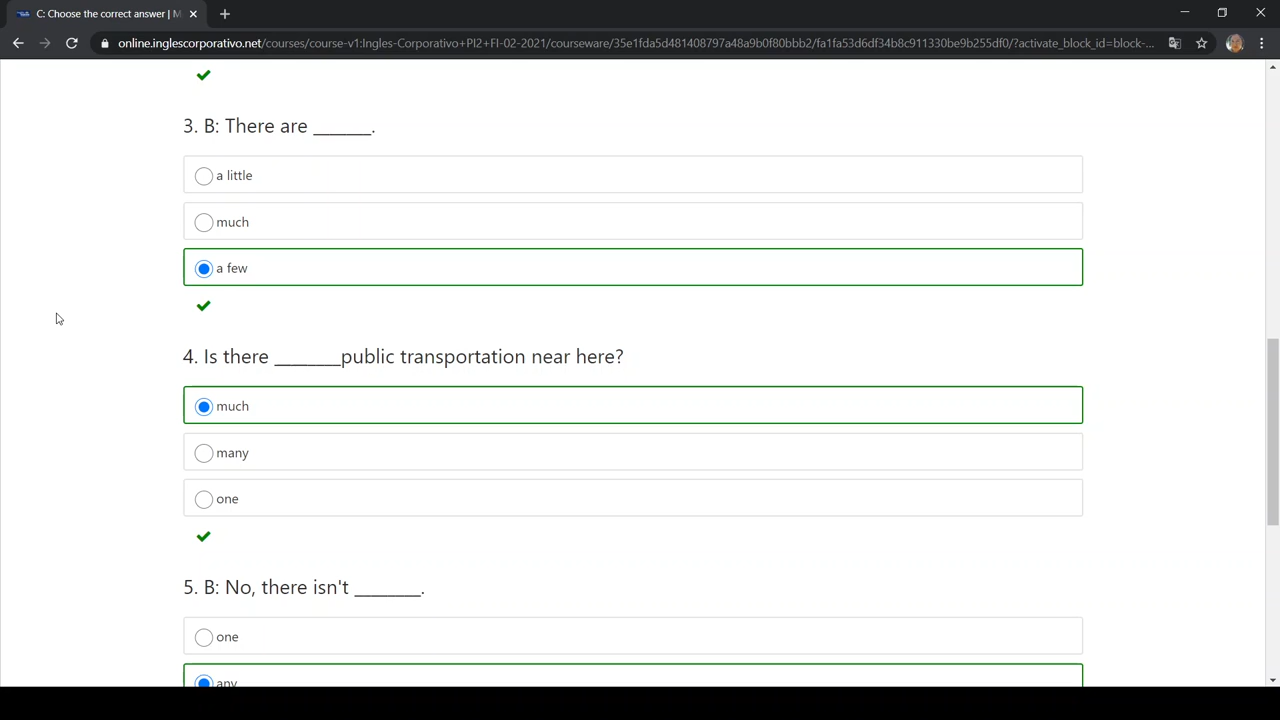 C: Choose the correct answer | M
online.inglescorporativo.net/courses/course-v1:Ingles-Corporativo+PI2+FI-02-2021/courseware/35e1fda5d481408797a48a9b0f80bbb2/fa1fa53d6df34b8c911330be9b255df0/?activate_block_id=block-...
3. B: There are _______.
a little
much
a few
4. Is there ________public transportation near here?
much
many
one
5. B: No, there isn't ________.
one
any